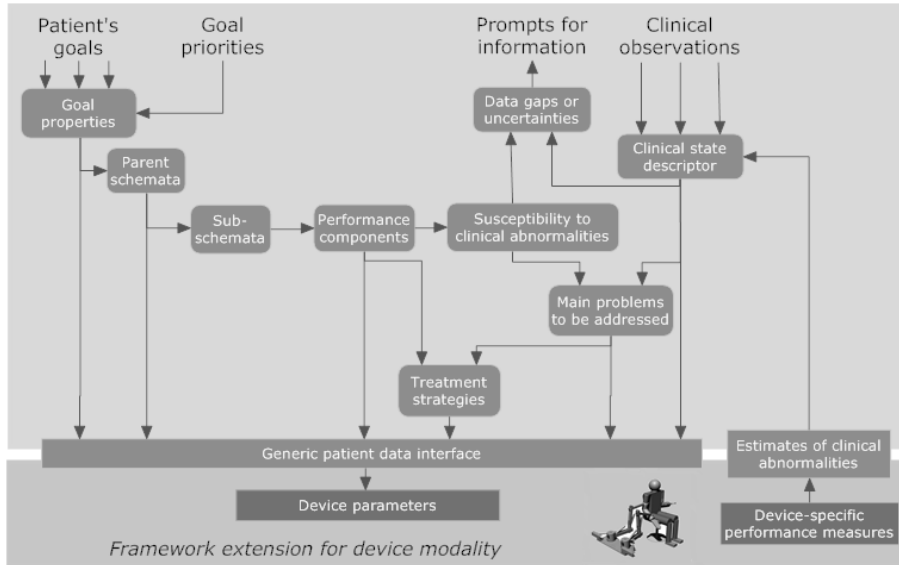 Patient's
goals
Goal
priorities
Prompts for
information
Clinical
observations
Goal
properties
Data gaps or
uncertainties
Clinical state
descriptor
Parent
schemata
Sub-
schemata
Performance
components
Susceptibility to
clinical abnormalities
Main problems
to be addressed
Treatment
strategies
Generic patient data interface
Estimates of clinical
abnormalities
Device parameters
Device-specific
performance measures
Framework extension for device modality